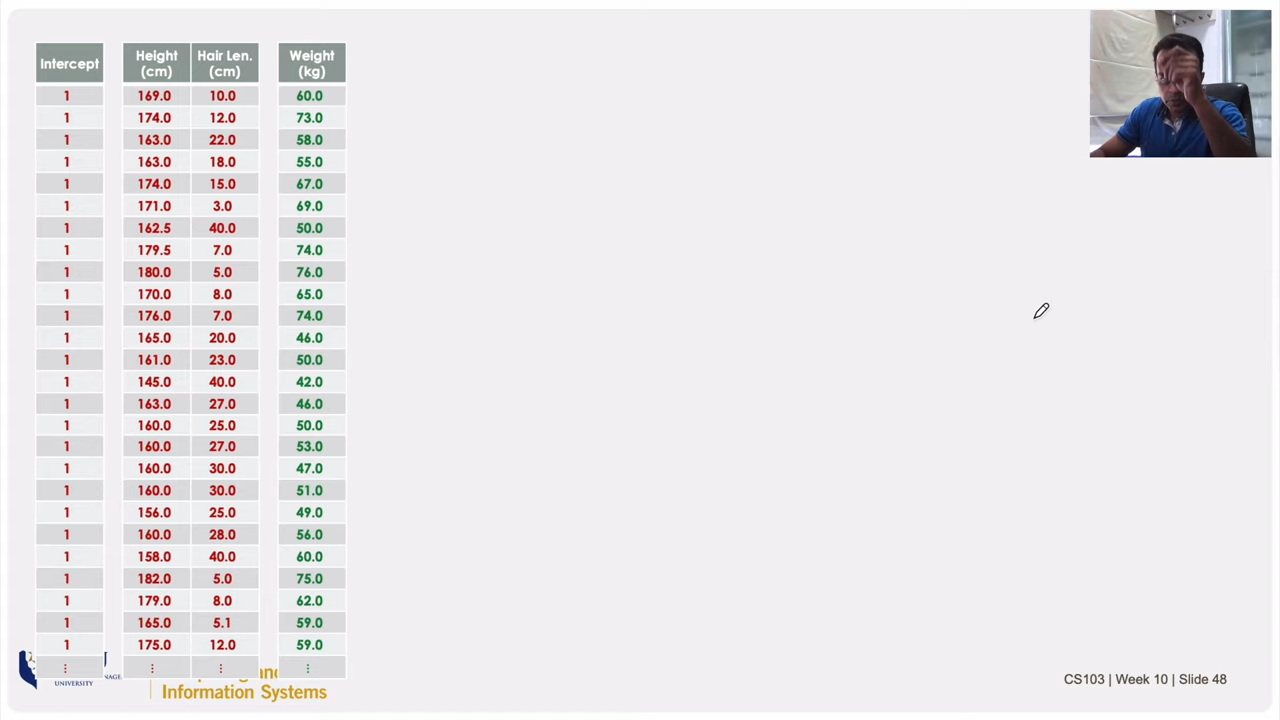 Intercept Height (cm) Hair Len. (cm) Weight (kg)
1 169.0 10.0 60.0
1 174.0 12.0 73.0
1 163.0 22.0 58.0
1 163.0 18.0 55.0
1 174.0 15.0 67.0
1 171.0 3.0 69.0
1 162.5 40.0 50.0
1 179.5 7.0 74.0
1 180.0 5.0 76.0
1 170.0 8.0 65.0
1 176.0 7.0 74.0
1 165.0 20.0 46.0
1 161.0 23.0 50.0
1 145.0 40.0 42.0
1 163.0 27.0 46.0
1 160.0 25.0 50.0
1 160.0 27.0 53.0
1 160.0 30.0 47.0
1 160.0 30.0 51.0
1 156.0 25.0 49.0
1 160.0 28.0 56.0
1 158.0 40.0 60.0
1 182.0 5.0 75.0
1 179.0 8.0 62.0
1 165.0 5.1 59.0
1 175.0 12.0 59.0
⋮ ⋮ ⋮ ⋮
UNIVERSITY
Information Systems
CS103 | Week 10 | Slide 48